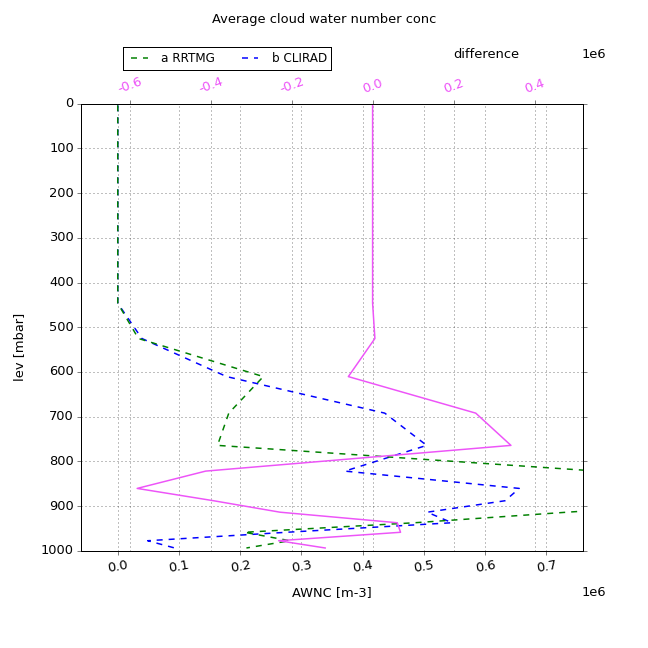 Average cloud water number conc
a RRTMG b CLIRAD
difference 1e6
-0.6 -0.4 -0.2 0.0 0.2 0.4
0
100
200
300
400
500
600
700
800
900
1000
lev [mbar]
0.0 0.1 0.2 0.3 0.4 0.5 0.6 0.7
AWNC [m-3] 1e6